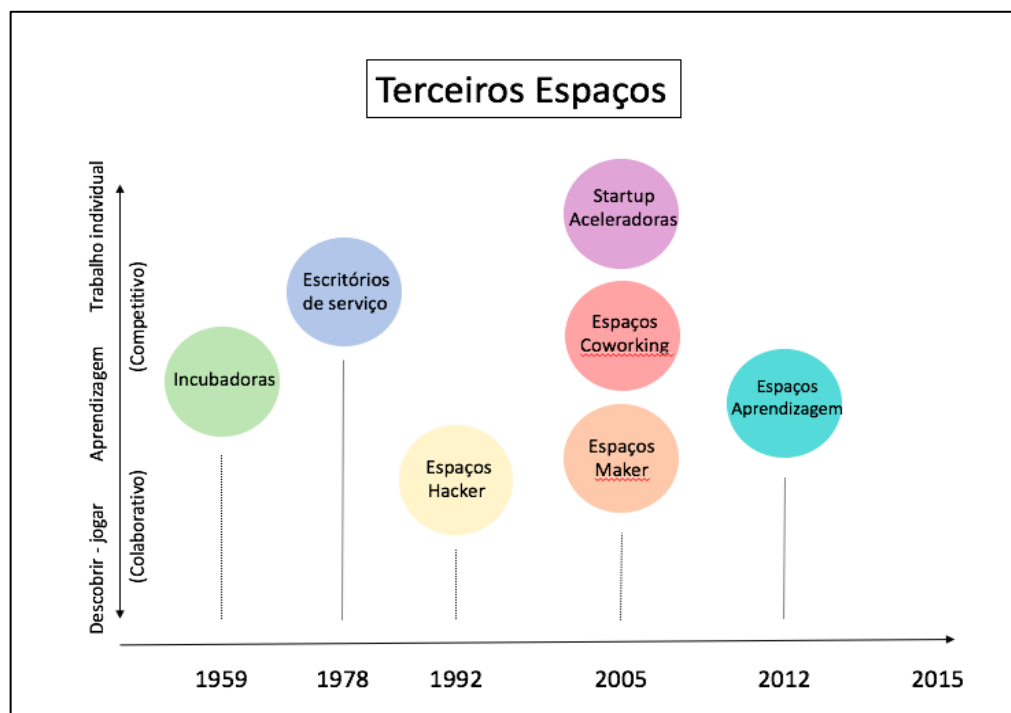 Terceiros Espaços
Trabalho individual
(Competitivo)
Aprendizagem
(Colaborativo)
Descobrir - jogar
Incubadoras
Escritórios
de serviço
Espaços
Hacker
Startup
Aceleradoras
Espaços
Coworking
Espaços
Maker
Espaços
Aprendizagem
1959
1978
1992
2005
2012
2015